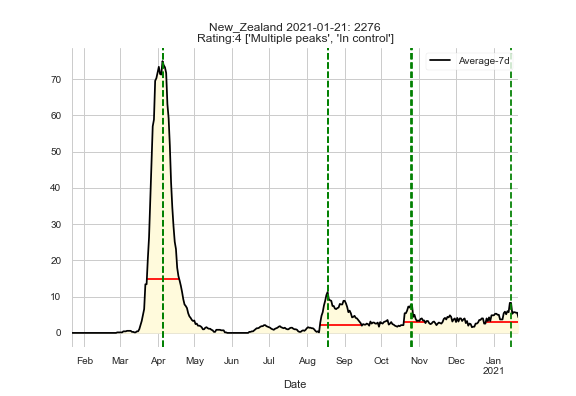 New_Zealand 2021-01-21: 2276
Rating:4 ['Multiple peaks', 'In control']
Average-7d
70
60
50
40
30
20
10
0
Feb Mar Apr May Jun Jul Aug Sep Oct Nov Dec Jan
2021
Date